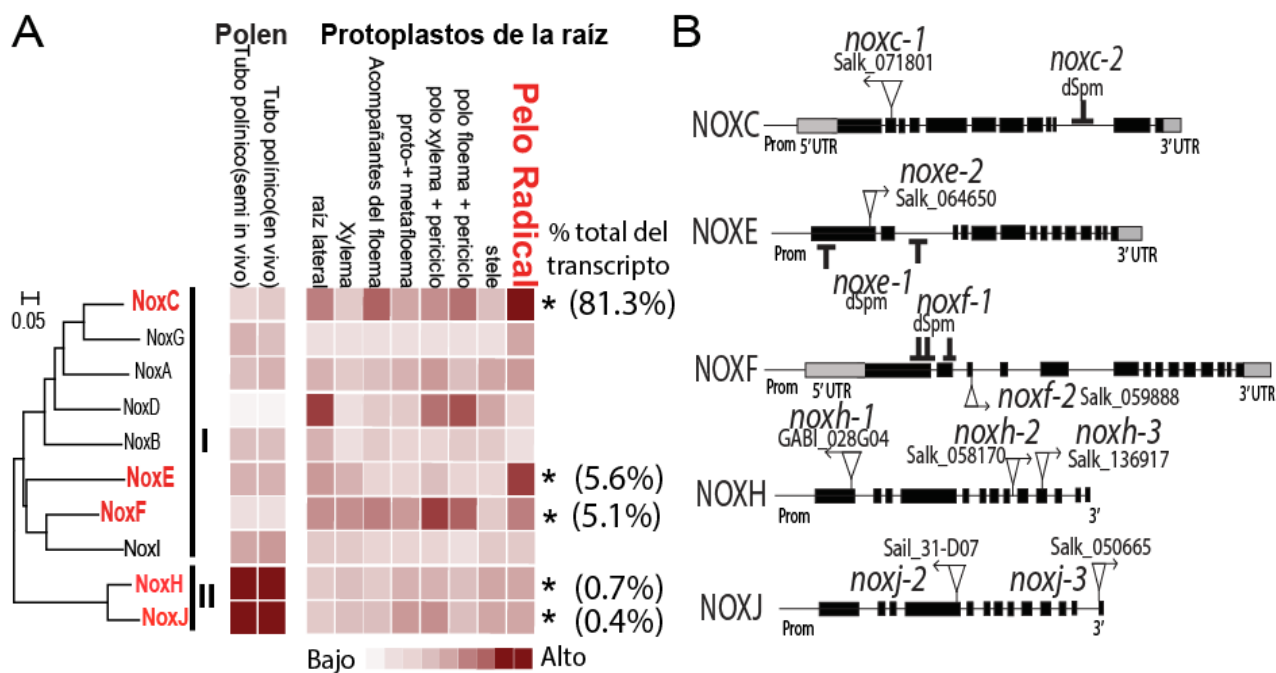 A
Polen
Protoplastos de la raíz
Tubo políníco(semi in vivo)
Tubo políníco(en vivo)
raíz lateral
Xylema
Acompañantes del floema
proto-+ metafloema
polo xylema + periciclo
polo floema + periciclo
stele
Pelo Radical
% total del
transcripto
0.05
NoxC
* (81.3%)
NoxG
NoxA
NoxD
NoxB
I
NoxE
* (5.6%)
NoxF
* (5.1%)
NoxI
NoxH
* (0.7%)
II
NoxJ
* (0.4%)
Bajo
Alto
B
noxc-1
Salk_071801
noxc-2
dSpm
NOXC
Prom
5'UTR
3'UTR
noxe-2
Salk_064650
NOXE
Prom
3'UTR
noxe-1
dSpm
noxf-1
dSpm
NOXF
Prom
5'UTR
3'UTR
noxf-2 Salk_059888
noxh-1
GABI_028G04
noxh-2
Salk_058170
noxh-3
Salk_136917
NOXH
Prom
3'
Sail_31-D07
Salk_050665
noxj-2
noxj-3
NOXJ
Prom
3'